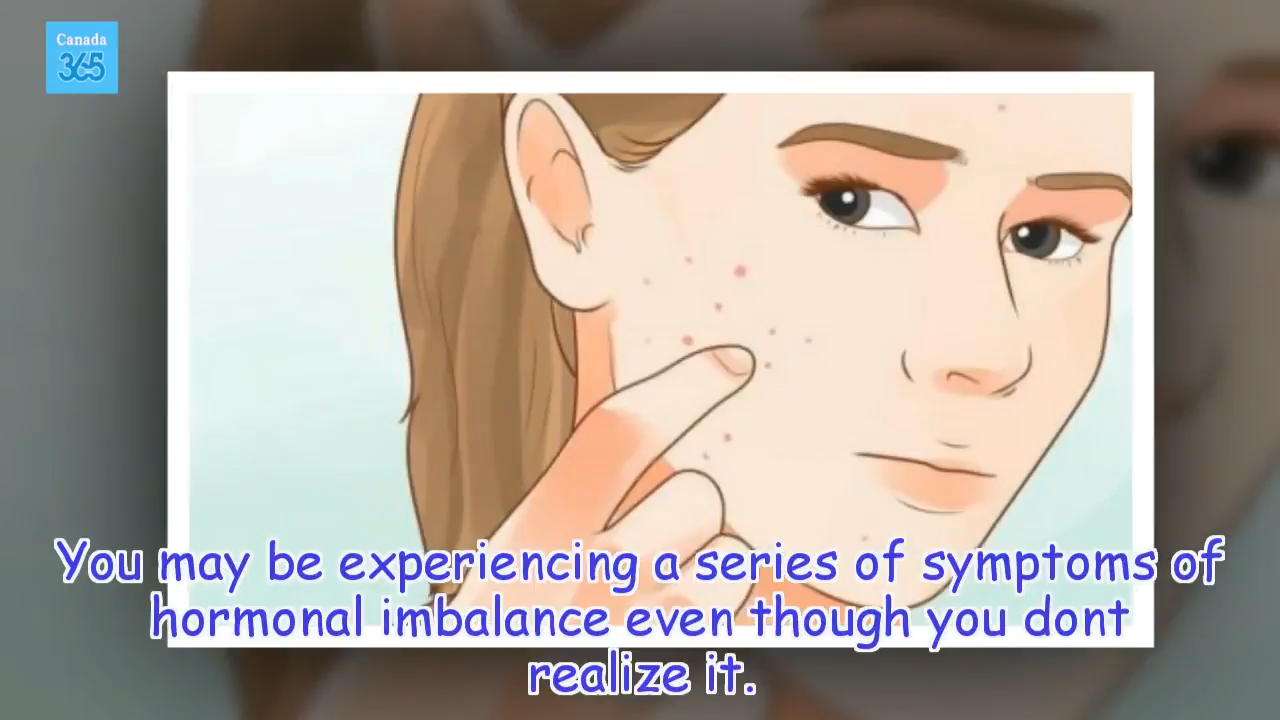 Canada
365
You may be experiencing a series of symptoms of
hormonal imbalance even though you dont
realize it.